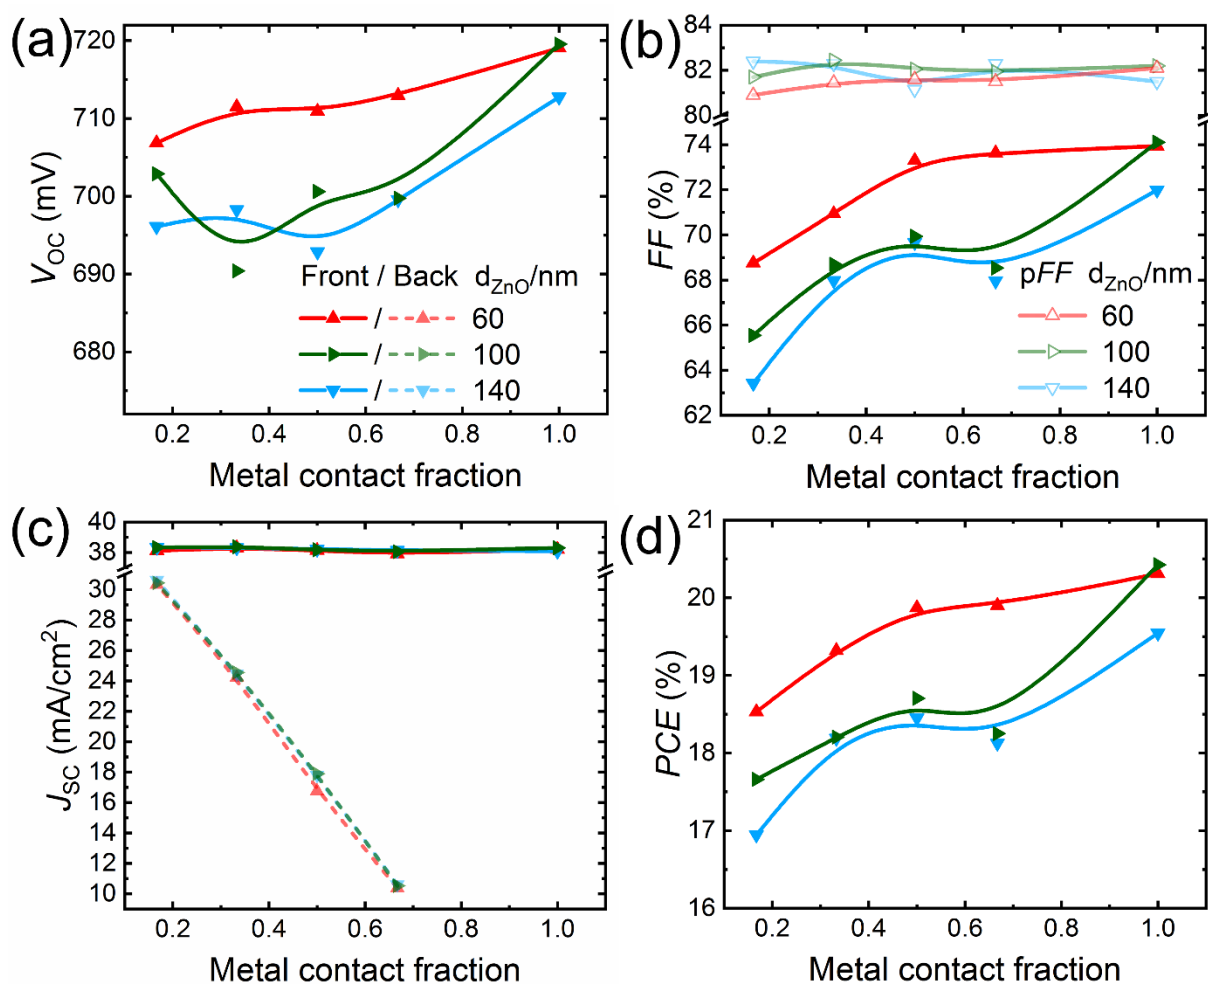 (a)
720
710
700
690
680
V_OC (mV)
Front / Back d_ZnO/nm
/ 60
/ 100
/ 140
0.2 0.4 0.6 0.8 1.0
Metal contact fraction
(b)
84
82
80
74
72
70
68
66
64
62
FF (%)
pFF d_ZnO/nm
60
100
140
0.2 0.4 0.6 0.8 1.0
Metal contact fraction
(c)
40
38
30
28
26
24
22
20
18
16
14
12
10
J_SC (mA/cm²)
0.2 0.4 0.6 0.8 1.0
Metal contact fraction
(d)
21
20
19
18
17
16
PCE (%)
0.2 0.4 0.6 0.8 1.0
Metal contact fraction